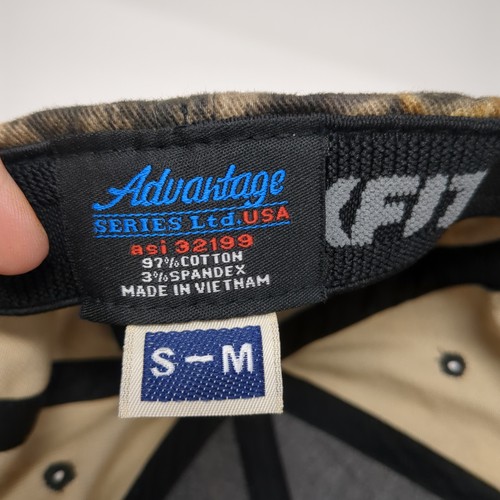 Advantage
SERIES Ltd.USA
asi 32199
97%COTTON
3%SPANDEX
MADE IN VIETNAM
S-M